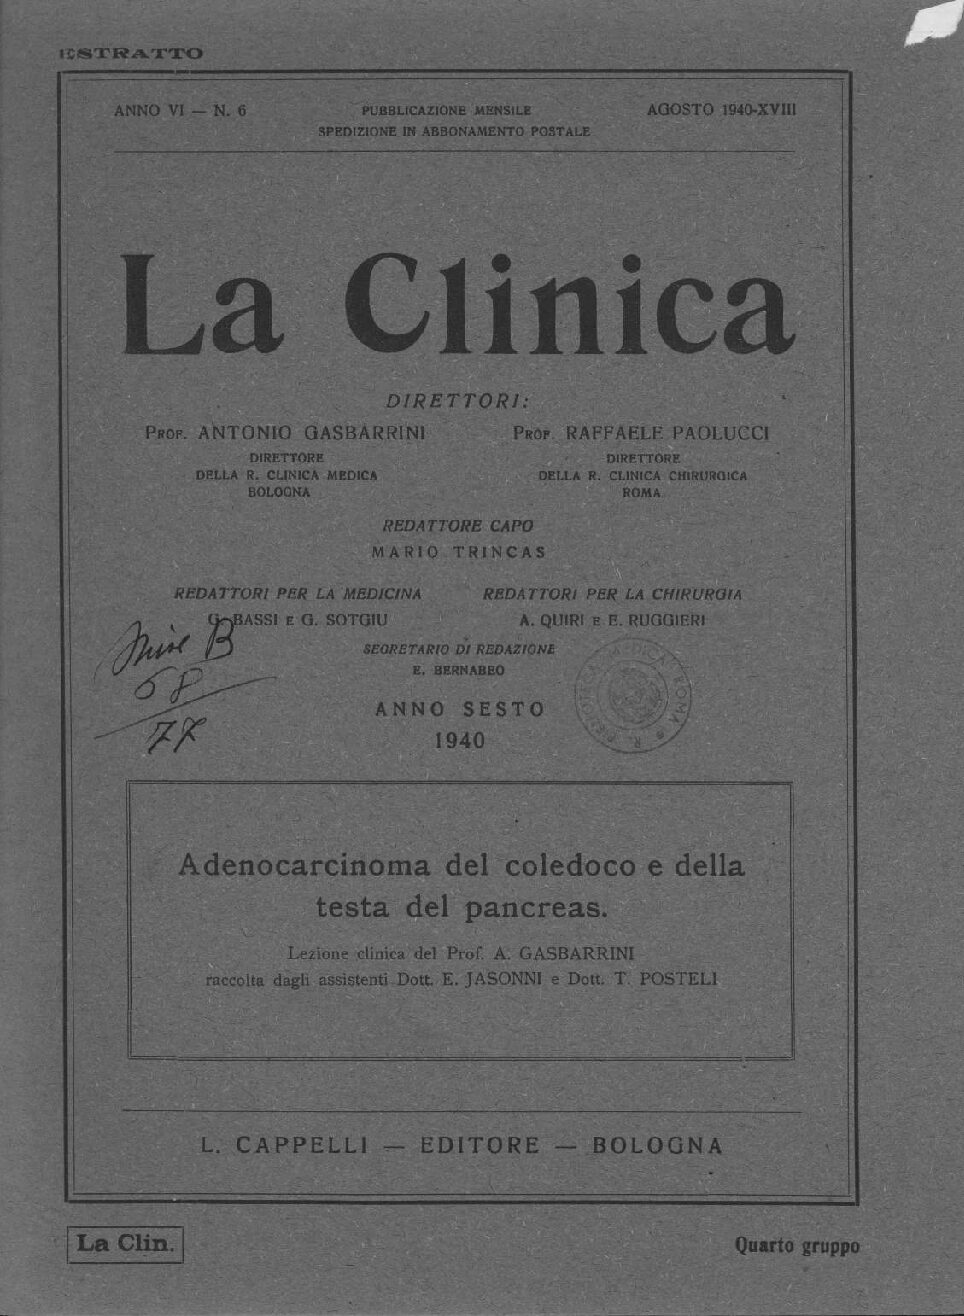 ESTRATTO
ANNO VI — N. 6
PUBBLICAZIONE MENSILE
AGOSTO 1940-XVIII
SPEDIZIONE IN ABBONAMENTO POSTALE
La Clinica
DIRETTORI:
PROF. ANTONIO GASBARRINI
DIRETTORE
DELLA R. CLINICA MEDICA
BOLOGNA
PROF. RAFFAELE PAOLUCCI
DIRETTORE
DELLA R. CLINICA CHIRURGICA
ROMA
REDATTORE CAPO
MARIO TRINCAS
REDATTORI PER LA MEDICINA
G. BASSI E G. SOTGIU
REDATTORI PER LA CHIRURGIA
A. QUIRI E E. RUGGIERI
SEGRETARIO DI REDAZIONE
E. BERNABEO
B
68
77
ANNO SESTO
1940
MEDICA ROMA
Adenocarcinoma del coledoco e della
testa del pancreas.
Lezione clinica del Prof. A. GASBARRINI
raccolta dagli assistenti Dott. E. JASONNI e Dott. T. POSTELI
L. CAPPELLI — EDITORE — BOLOGNA
La Clin.
Quarto gruppo